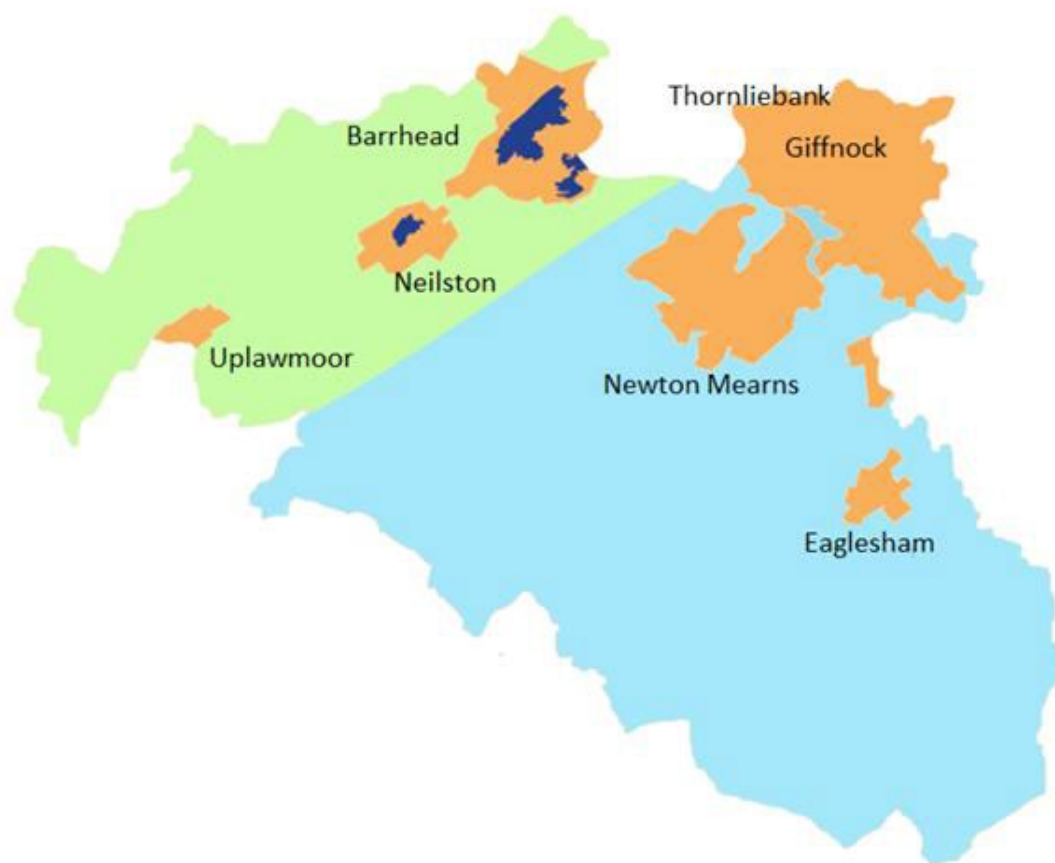 Thornliebank
Barrhead
Giffnock
Neilston
Uplawmoor
Newton Mearns
Eaglesham